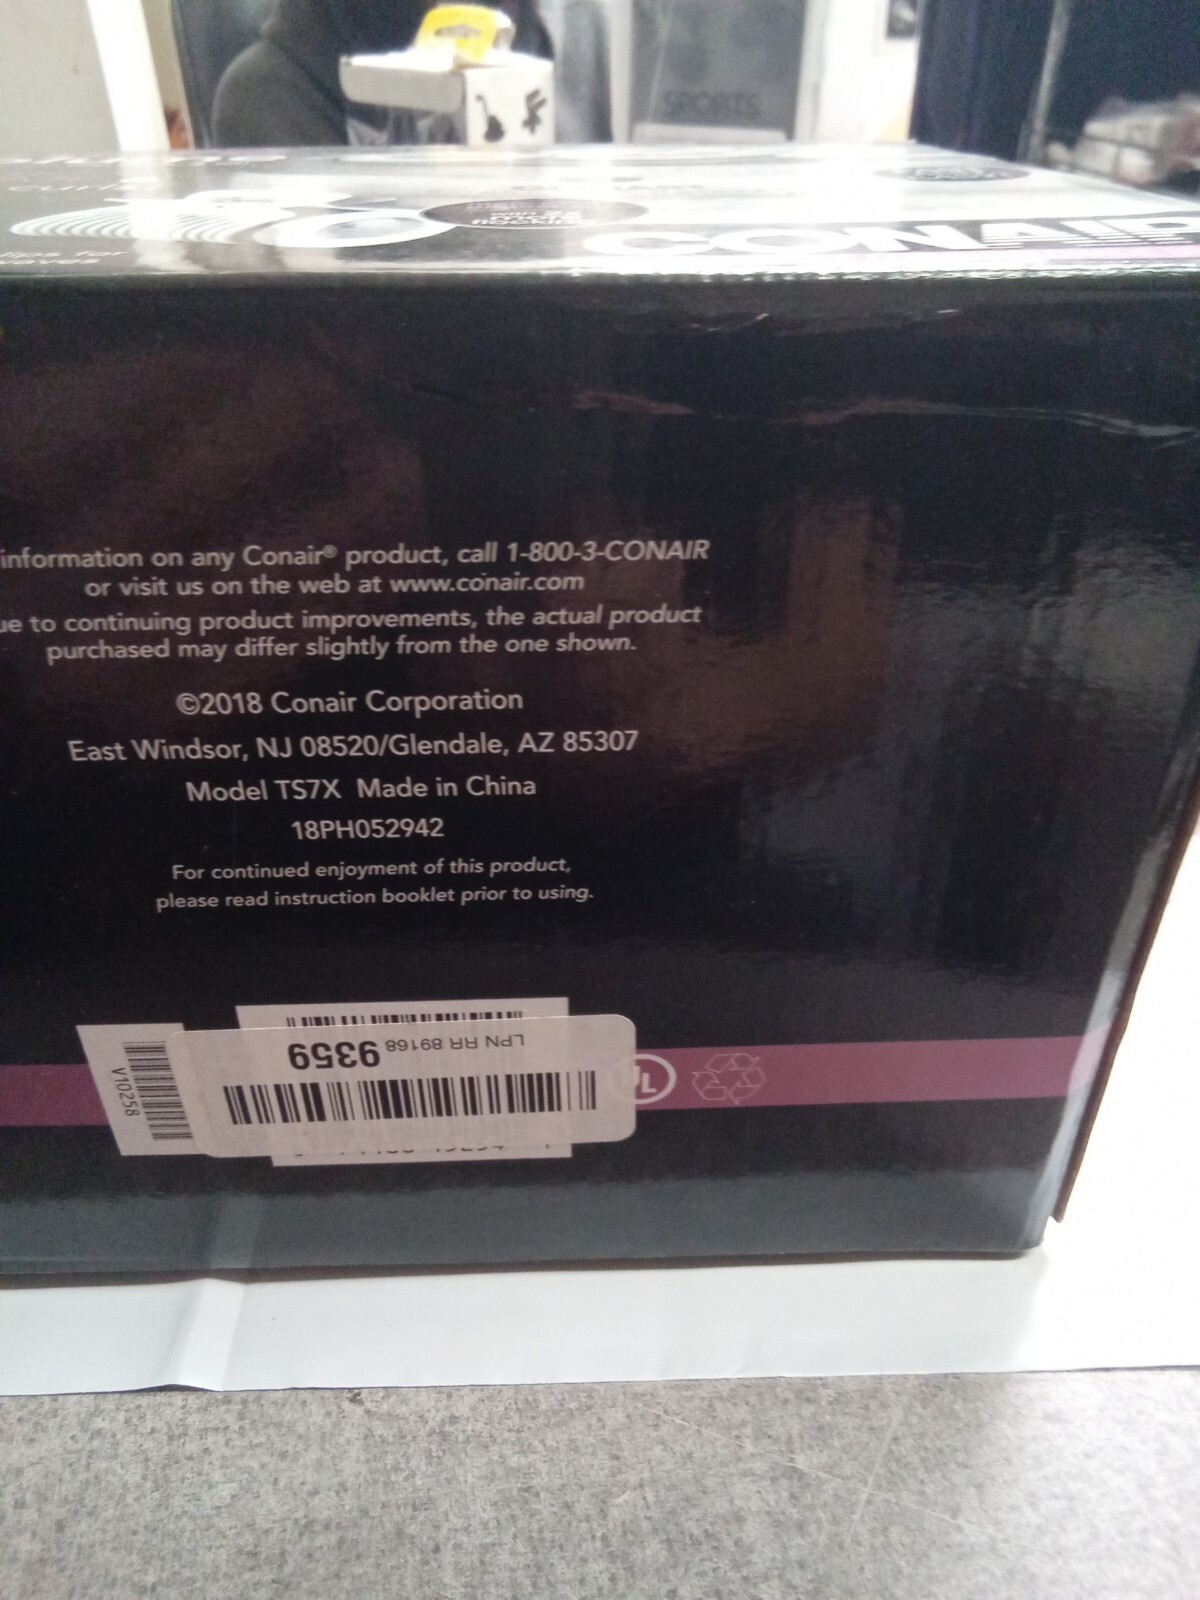 SPORTS
CONAIR
information on any Conair® product, call 1-800-3-CONAIR
or visit us on the web at www.conair.com
ue to continuing product improvements, the actual product
purchased may differ slightly from the one shown.
©2018 Conair Corporation
East Windsor, NJ 08520/Glendale, AZ 85307
Model TS7X Made in China
18PH052942
For continued enjoyment of this product,
please read instruction booklet prior to using.
LPN RR 89168 9359
V10258
UL